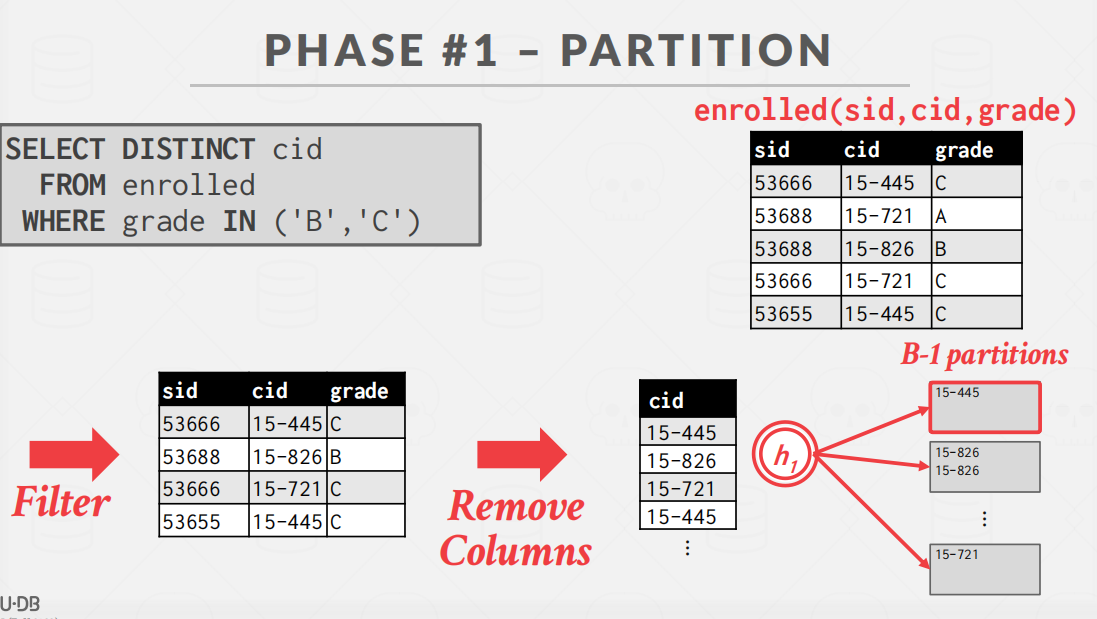 PHASE #1 – PARTITION
SELECT DISTINCT cid
FROM enrolled
WHERE grade IN ('B','C')
enrolled(sid,cid,grade)
sid cid grade
53666 15-445 C
53688 15-721 A
53688 15-826 B
53666 15-721 C
53655 15-445 C
Filter
sid cid grade
53666 15-445 C
53688 15-826 B
53666 15-721 C
53655 15-445 C
Remove
Columns
cid
15-445
15-826
15-721
15-445
⋮
h1
B-1 partitions
15-445
15-826
15-826
⋮
15-721
U·DB